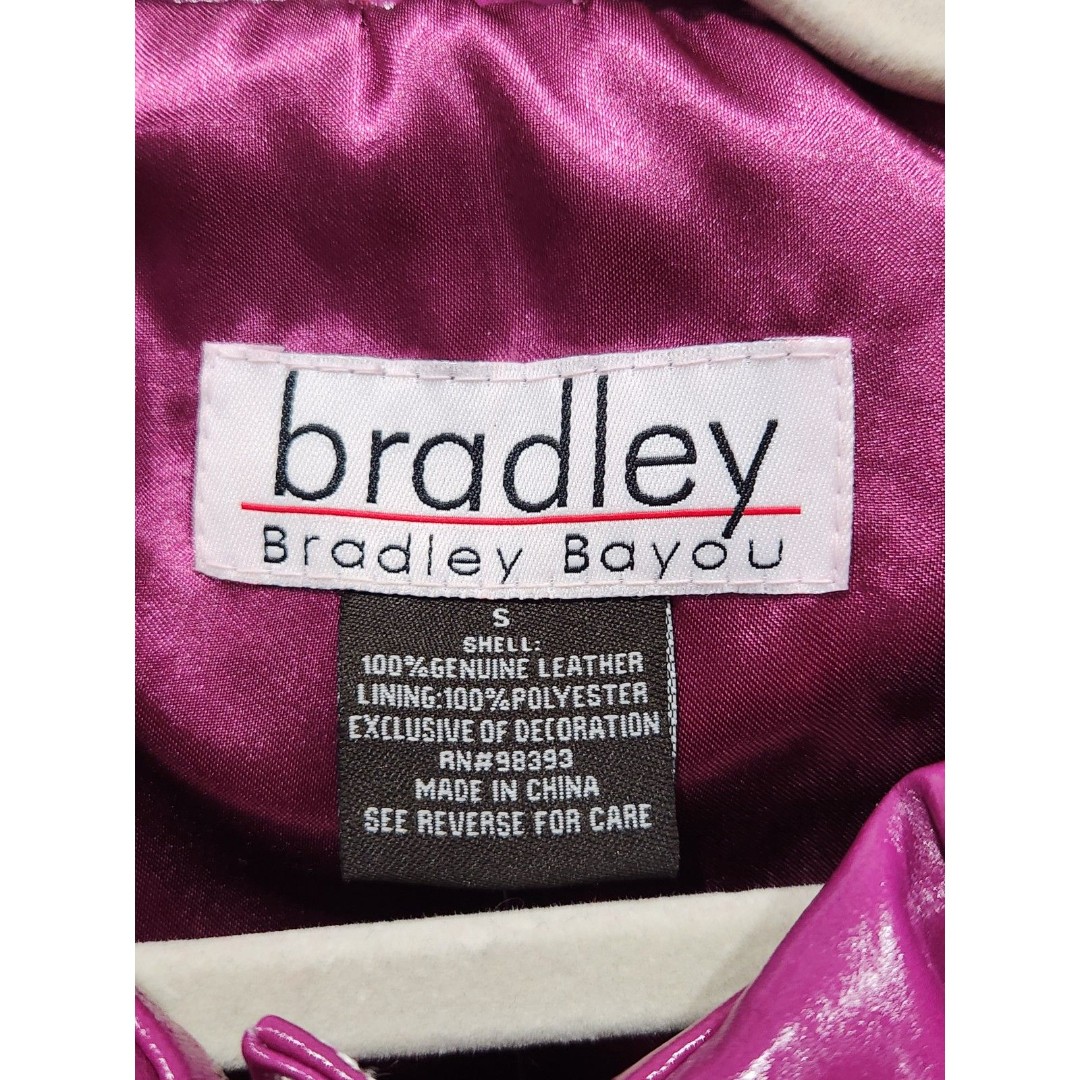 bradley
Bradley Bayou
S
SHELL:
100%GENUINE LEATHER
LINING:100%POLYESTER
EXCLUSIVE OF DECORATION
RN#98393
MADE IN CHINA
SEE REVERSE FOR CARE